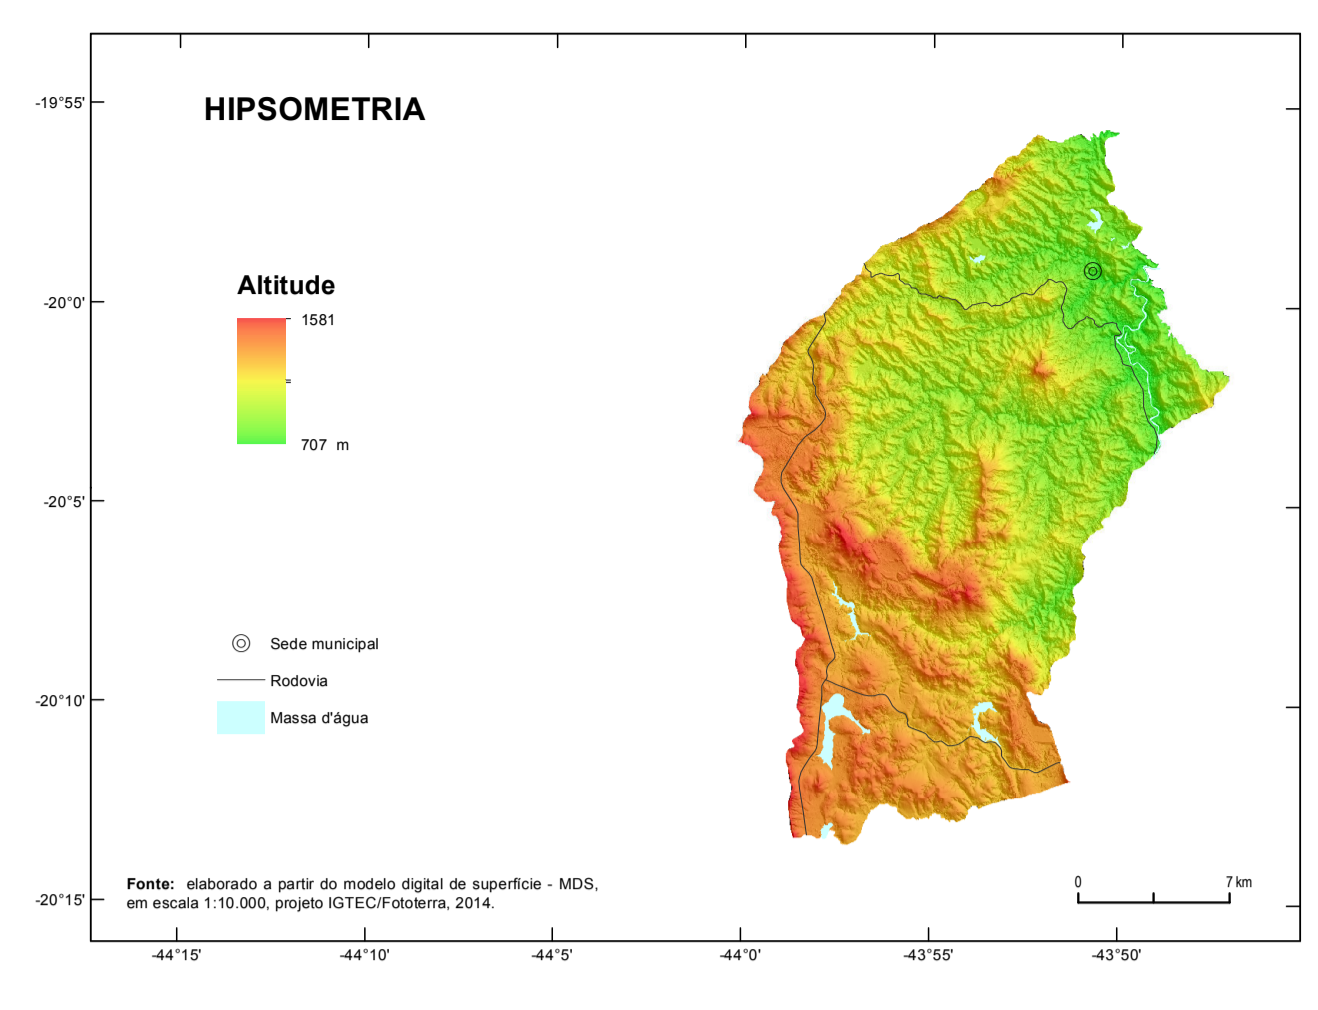 HIPSOMETRIA
Altitude
1581
707 m
Sede municipal
Rodovia
Massa d'água
Fonte: elaborado a partir do modelo digital de superfície - MDS,
em escala 1:10.000, projeto IGTEC/Fototerra, 2014.
0 7 km
-19°55'
-20°0'
-20°5'
-20°10'
-20°15'
-44°15' -44°10' -44°5' -44°0' -43°55' -43°50'